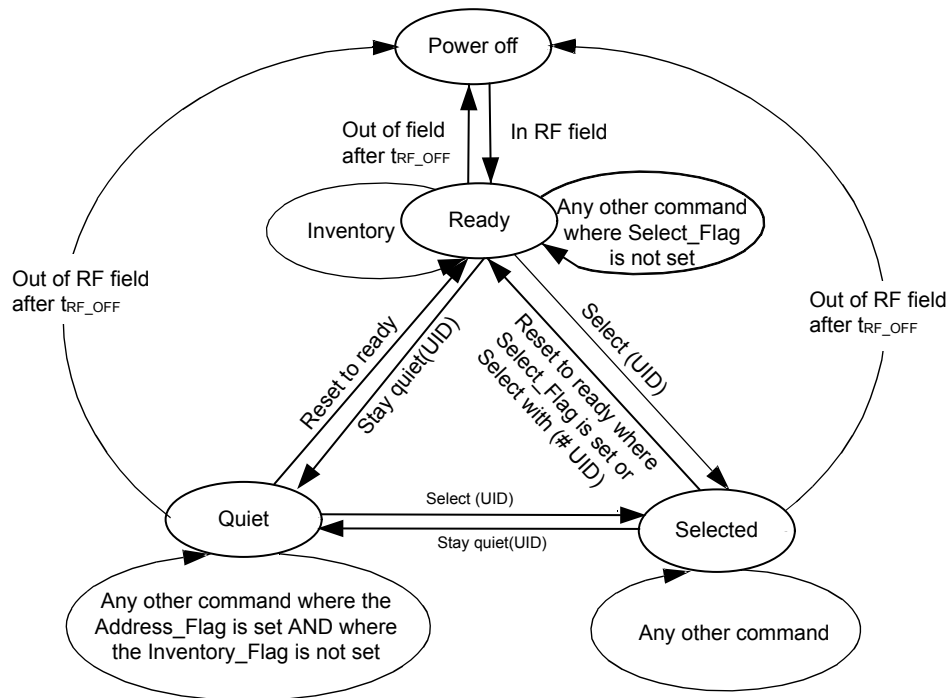 Power off
Out of field
after tRF_OFF
In RF field
Inventory
Ready
Any other command
where Select_Flag
is not set
Out of RF field
after tRF_OFF
Out of RF field
after tRF_OFF
Reset to ready
Stay quiet(UID)
Reset to ready where
Select_Flag is set or
Select with (# UID)
Select (UID)
Quiet
Select (UID)
Stay quiet(UID)
Selected
Any other command where the
Address_Flag is set AND where
the Inventory_Flag is not set
Any other command